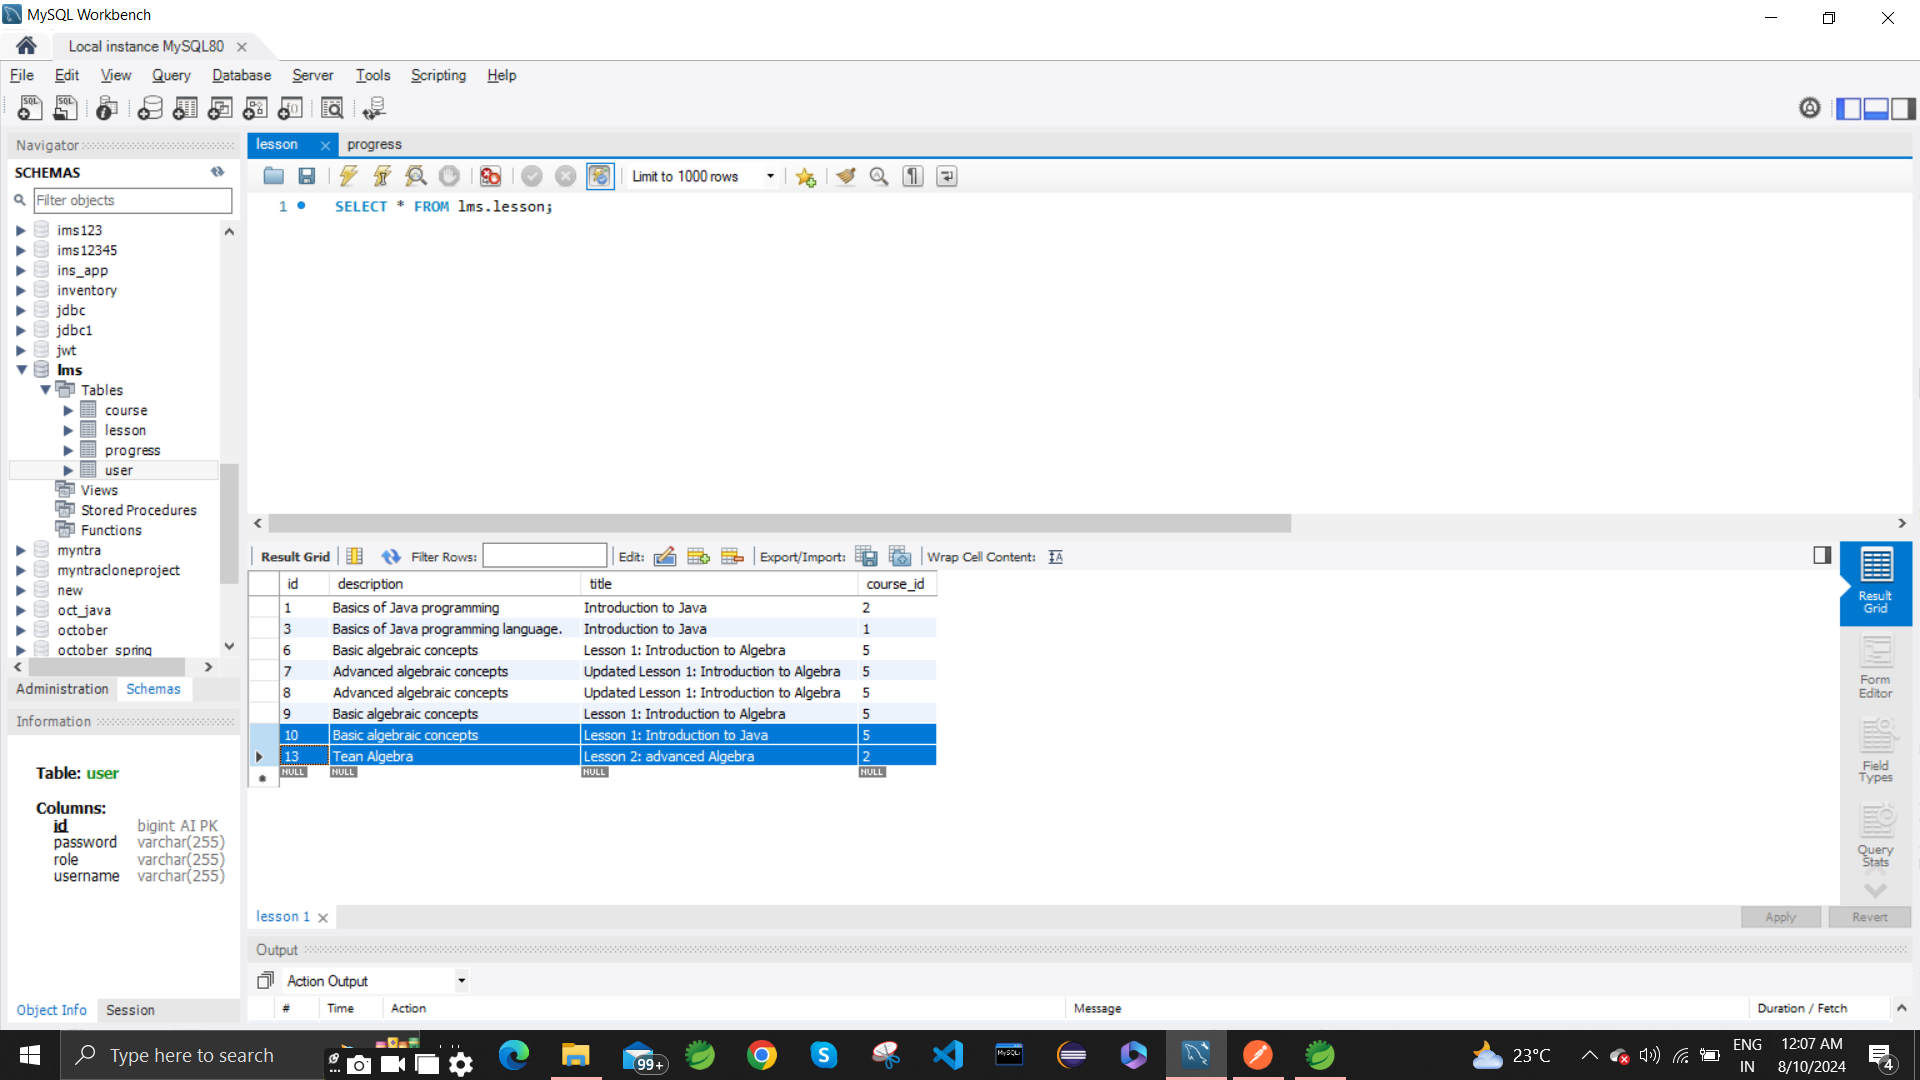 MySQL Workbench
Local instance MySQL80
File Edit View Query Database Server Tools Scripting Help
Navigator
SCHEMAS
Filter objects
ims123
ims12345
ins_app
inventory
jdbc
jdbc1
jwt
lms
Tables
course
lesson
progress
user
Views
Stored Procedures
Functions
myntra
myntracloneproject
new
oct_java
october
october_spring
Administration Schemas
Information
Table: user
Columns:
id bigint AI PK
password varchar(255)
role varchar(255)
username varchar(255)
Object Info Session
lesson progress
Limit to 1000 rows
1 SELECT * FROM lms.lesson;
Result Grid Filter Rows: Edit: Export/Import: Wrap Cell Content:
id description title course_id
1 Basics of Java programming Introduction to Java 2
3 Basics of Java programming language. Introduction to Java 1
6 Basic algebraic concepts Lesson 1: Introduction to Algebra 5
7 Advanced algebraic concepts Updated Lesson 1: Introduction to Algebra 5
8 Advanced algebraic concepts Updated Lesson 1: Introduction to Algebra 5
9 Basic algebraic concepts Lesson 1: Introduction to Algebra 5
10 Basic algebraic concepts Lesson 1: Introduction to Java 5
13 Tean Algebra Lesson 2: advanced Algebra 2
NULL NULL NULL NULL
Result
Grid
Form
Editor
Field
Types
Query
Stats
lesson 1
Apply Revert
Output
Action Output
# Time Action Message Duration / Fetch
Type here to search
99+
23°C
ENG
IN
12:07 AM
8/10/2024
4